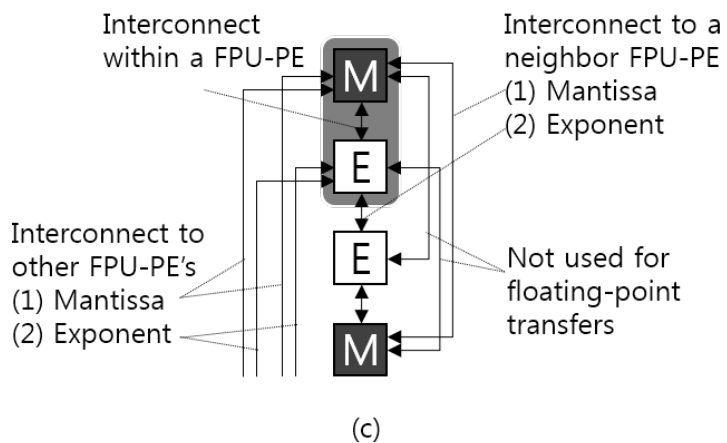 Interconnect
within a FPU-PE
Interconnect to a
neighbor FPU-PE
(1) Mantissa
(2) Exponent
M
E
E
M
Interconnect to
other FPU-PE's
(1) Mantissa
(2) Exponent
Not used for
floating-point
transfers
(c)